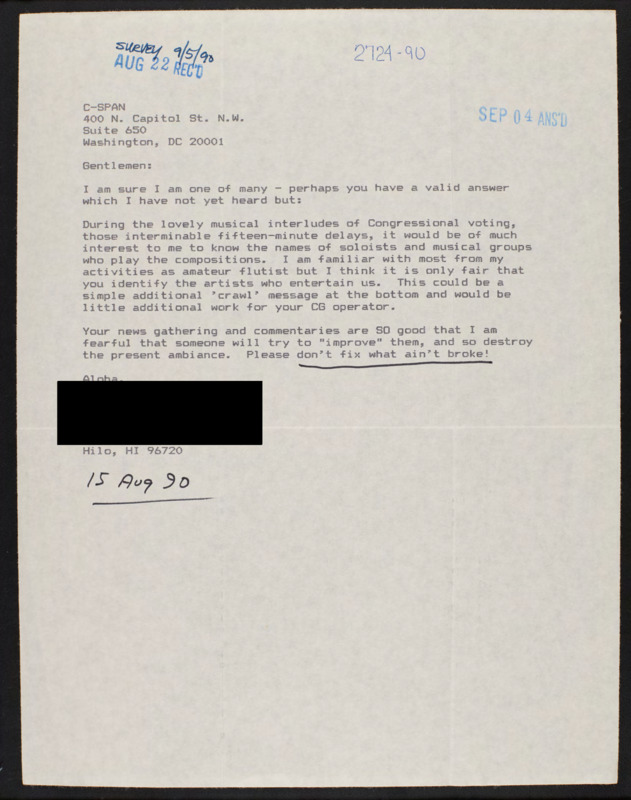 SURVEY 9/5/90
AUG 22 REC'D
2724-90
SEP 04 ANS'D
C-SPAN
400 N. Capitol St. N.W.
Suite 650
Washington, DC 20001
Gentlemen:
I am sure I am one of many - perhaps you have a valid answer
which I have not yet heard but:
During the lovely musical interludes of Congressional voting,
those interminable fifteen-minute delays, it would be of much
interest to me to know the names of soloists and musical groups
who play the compositions.  I am familiar with most from my
activities as amateur flutist but I think it is only fair that
you identify the artists who entertain us.  This could be a
simple additional 'crawl' message at the bottom and would be
little additional work for your CG operator.
Your news gathering and commentaries are SO good that I am
fearful that someone will try to "improve" them, and so destroy
the present ambiance.  Please don't fix what ain't broke!
Aloha,
Hilo, HI 96720
15 Aug 90